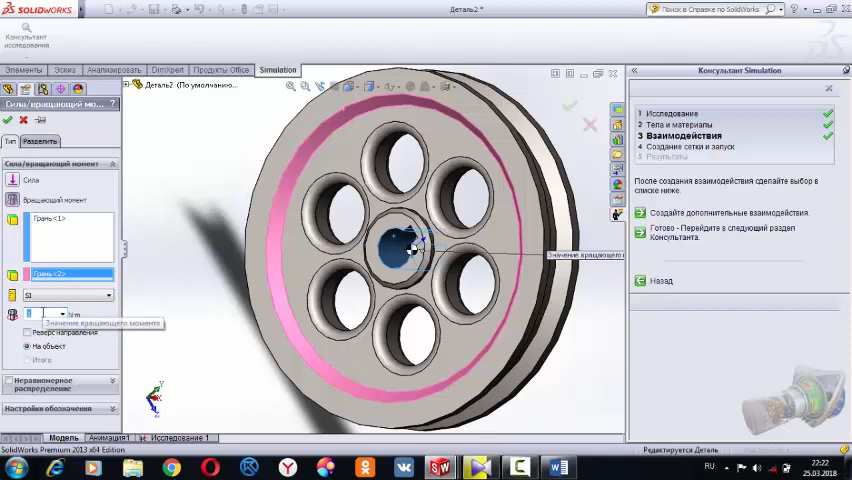 SOLIDWORKS
Деталь2 *
Поиск в Справке по SolidWorks
Консультант
исследования
Элементы
Эскиз
Анализировать
DimXpert
Продукты Office
Simulation
Деталь2 (По умолчанию...
Сила/вращающий мо... ?
Тип
Разделить
Сила/вращающий момент
Сила
Вращающий момент
Грань<1>
Грань<2>
SI
N·m
Значение вращающего момента
Реверс направления
На объект
Итого
Неравномерное
распределение
Настройки обозначения
Значение вращающего
Консультант Simulation
1 Исследование
2 Тела и материалы
3 Взаимодействия
4 Создание сетки и запуск
5 Результаты
После создания взаимодействия сделайте выбор в
списке ниже.
Создайте дополнительные взаимодействия.
Готово - Перейдите в следующий раздел
Консультанта.
Назад
Y
X
Z
Модель
Анимация1
Исследование 1
SolidWorks Premium 2013 x64 Edition
Редактируется Деталь
RU
22:22
25.03.2018